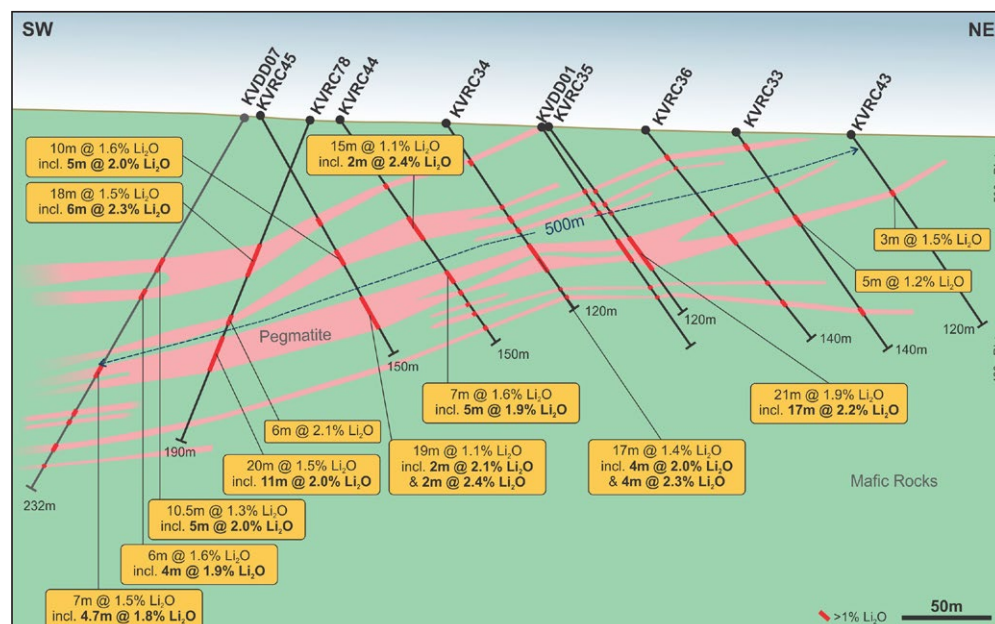 SW
NE
KVDD07
KVRC45
KVRC78
KVRC44
KVRC34
KVDD01
KVRC35
KVRC36
KVRC33
KVRC43
10m @ 1.6% Li₂O
incl. 5m @ 2.0% Li₂O
18m @ 1.5% Li₂O
incl. 6m @ 2.3% Li₂O
15m @ 1.1% Li₂O
incl. 2m @ 2.4% Li₂O
500m
3m @ 1.5% Li₂O
5m @ 1.2% Li₂O
Pegmatite
120m
120m
120m
140m
140m
150m
150m
7m @ 1.6% Li₂O
incl. 5m @ 1.9% Li₂O
21m @ 1.9% Li₂O
incl. 17m @ 2.2% Li₂O
6m @ 2.1% Li₂O
190m
19m @ 1.1% Li₂O
incl. 2m @ 2.1% Li₂O
& 2m @ 2.4% Li₂O
17m @ 1.4% Li₂O
incl. 4m @ 2.0% Li₂O
& 4m @ 2.3% Li₂O
20m @ 1.5% Li₂O
incl. 11m @ 2.0% Li₂O
Mafic Rocks
232m
10.5m @ 1.3% Li₂O
incl. 5m @ 2.0% Li₂O
6m @ 1.6% Li₂O
incl. 4m @ 1.9% Li₂O
7m @ 1.5% Li₂O
incl. 4.7m @ 1.8% Li₂O
>1% Li₂O
50m